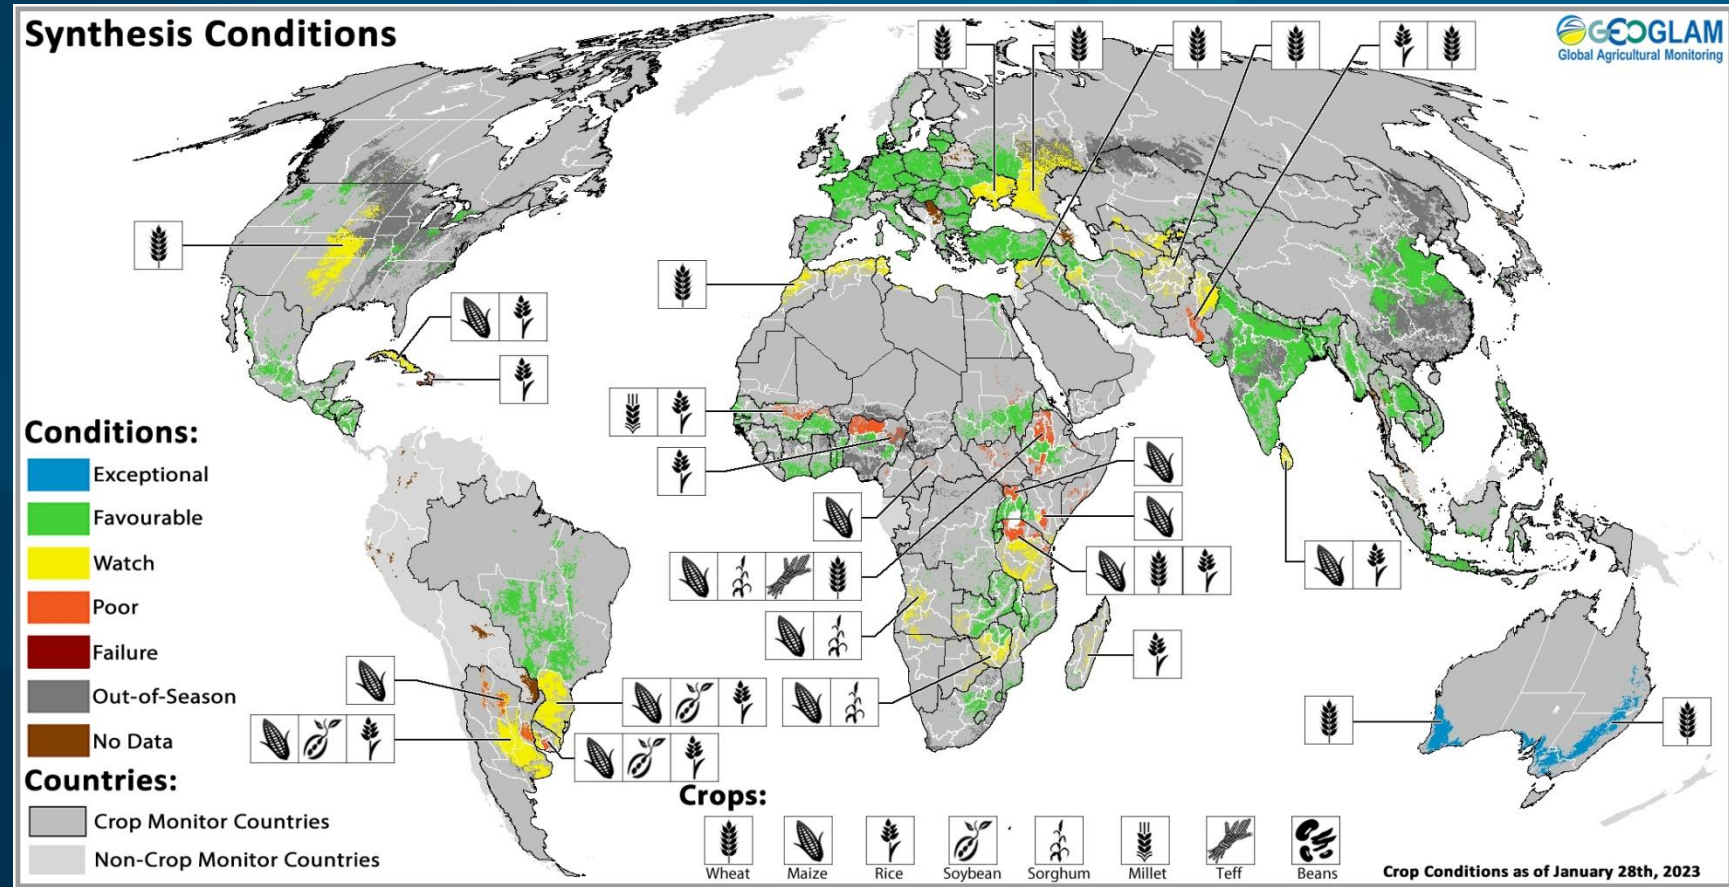 Synthesis Conditions
GEOGLAM
Global Agricultural Monitoring
Conditions:
Exceptional
Favourable
Watch
Poor
Failure
Out-of-Season
No Data
Countries:
Crop Monitor Countries
Non-Crop Monitor Countries
Crops:
Wheat
Maize
Rice
Soybean
Sorghum
Millet
Teff
Beans
Crop Conditions as of January 28th, 2023